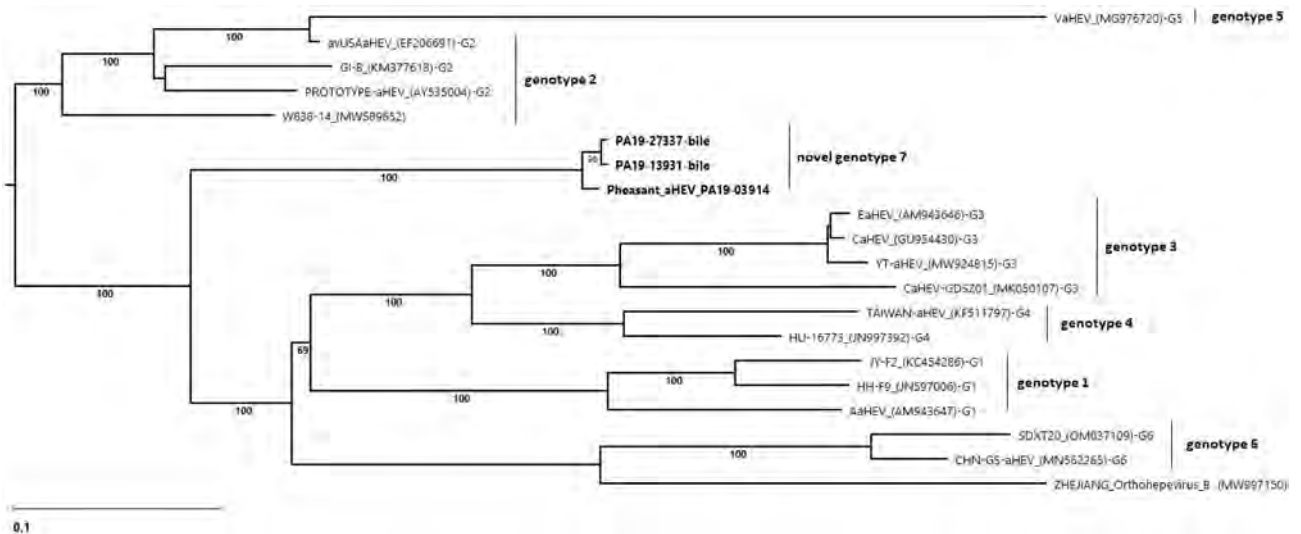 VaHEV_(MG976720)-G5
genotype 5
100
avUSAaHEV_(EF206691)-G2
100
GI-B_(KM377618)-G2
genotype 2
100
PROTOTYPE-aHEV_(AY535004)-G2
W638-14_(MW589652)
PA19-27337-bile
PA19-13931-bile
novel genotype 7
100
Pheasant_aHEV_PA19-03914
EaHEV_(AM943646)-G3
CaHEV_(GU954430)-G3
genotype 3
100
YT-aHEV_(MW924815)-G3
100
CaHEV-GDSZ01_(MK050107)-G3
100
100
TAIWAN-aHEV_(KF511797)-G4
genotype 4
100
HU-16773_(JN997392)-G4
69
JY-F2_(KC454286)-G1
100
HH-F9_(JN597006)-G1
genotype 1
100
100
AaHEV_(AM943647)-G1
SDXT20_(OM037109)-G6
genotype 6
100
CHN-GS-aHEV_(MN562265)-G6
ZHEJIANG_Orthohepevirus_B_(MW997150)
0.1